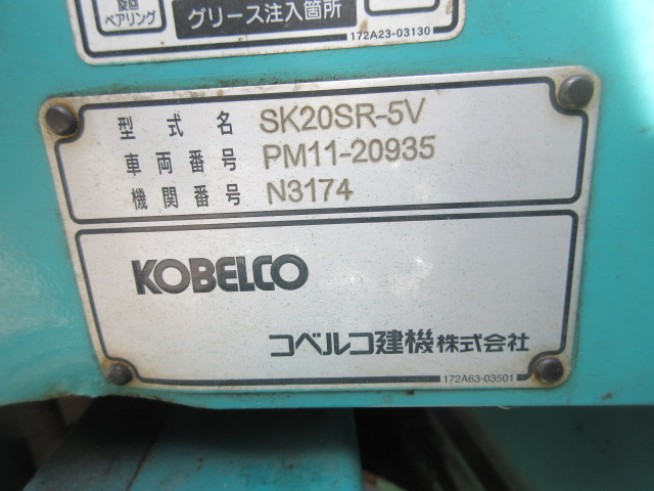 旋回
ベアリング
グリース注入箇所
172A23-03130
型式名 SK20SR-5V
車両番号 PM11-20935
機関番号 N3174
KOBELCO
コベルコ建機株式会社
172A63-03501